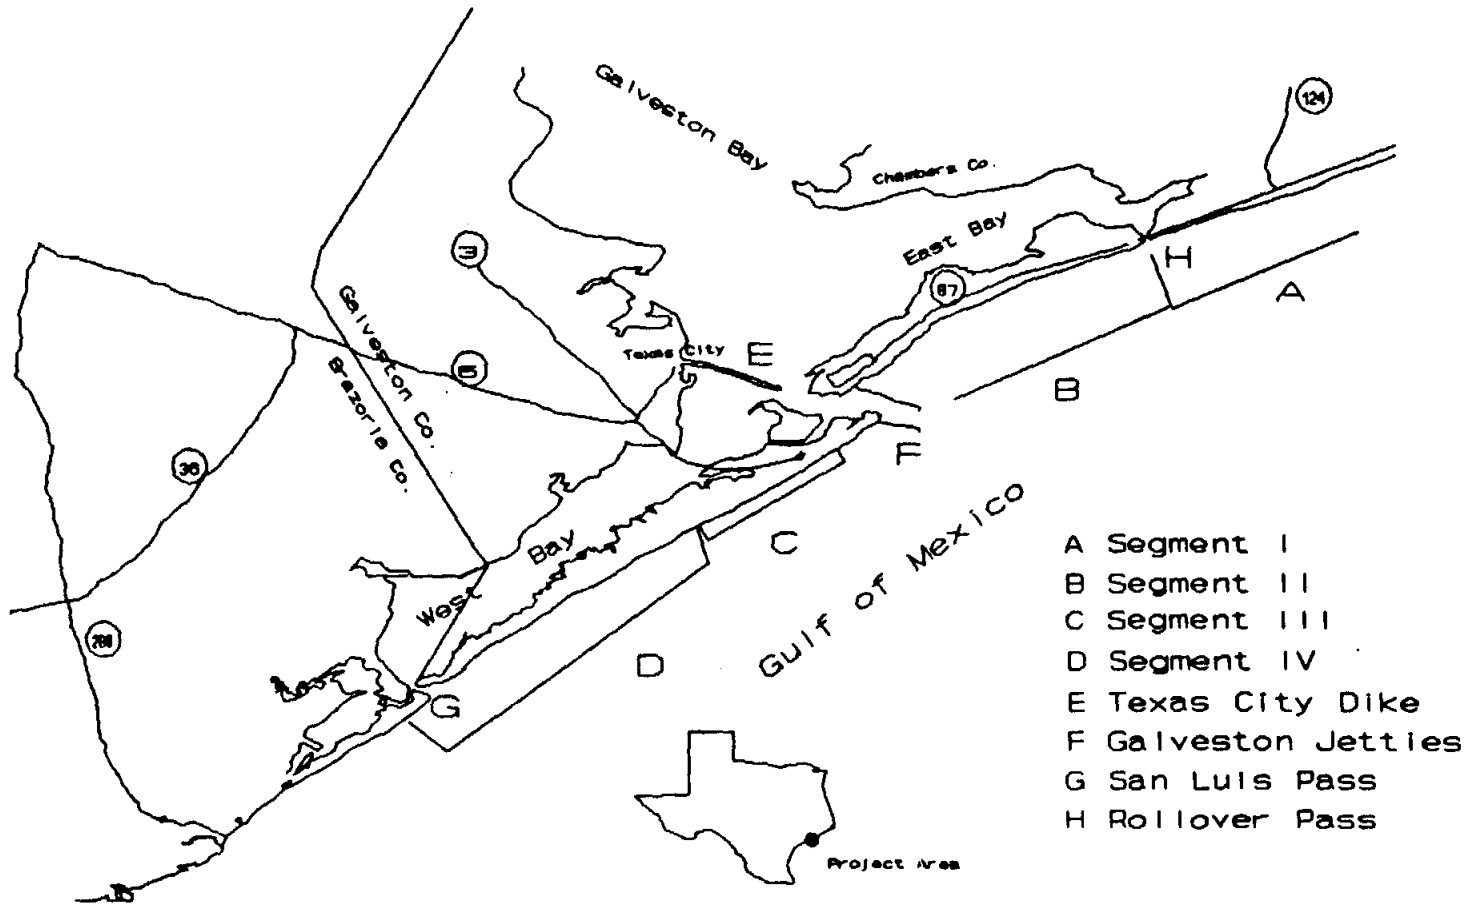 Galveston Bay
124
Chambers Co.
East Bay
3
H
87
A
Galveston Co.
Texas City
E
Brazoria Co.
B
36
F
C
West Bay
Gulf of Mexico
D
G
A Segment I
B Segment II
C Segment III
D Segment IV
E Texas City Dike
F Galveston Jetties
G San Luis Pass
H Rollover Pass
Project Area